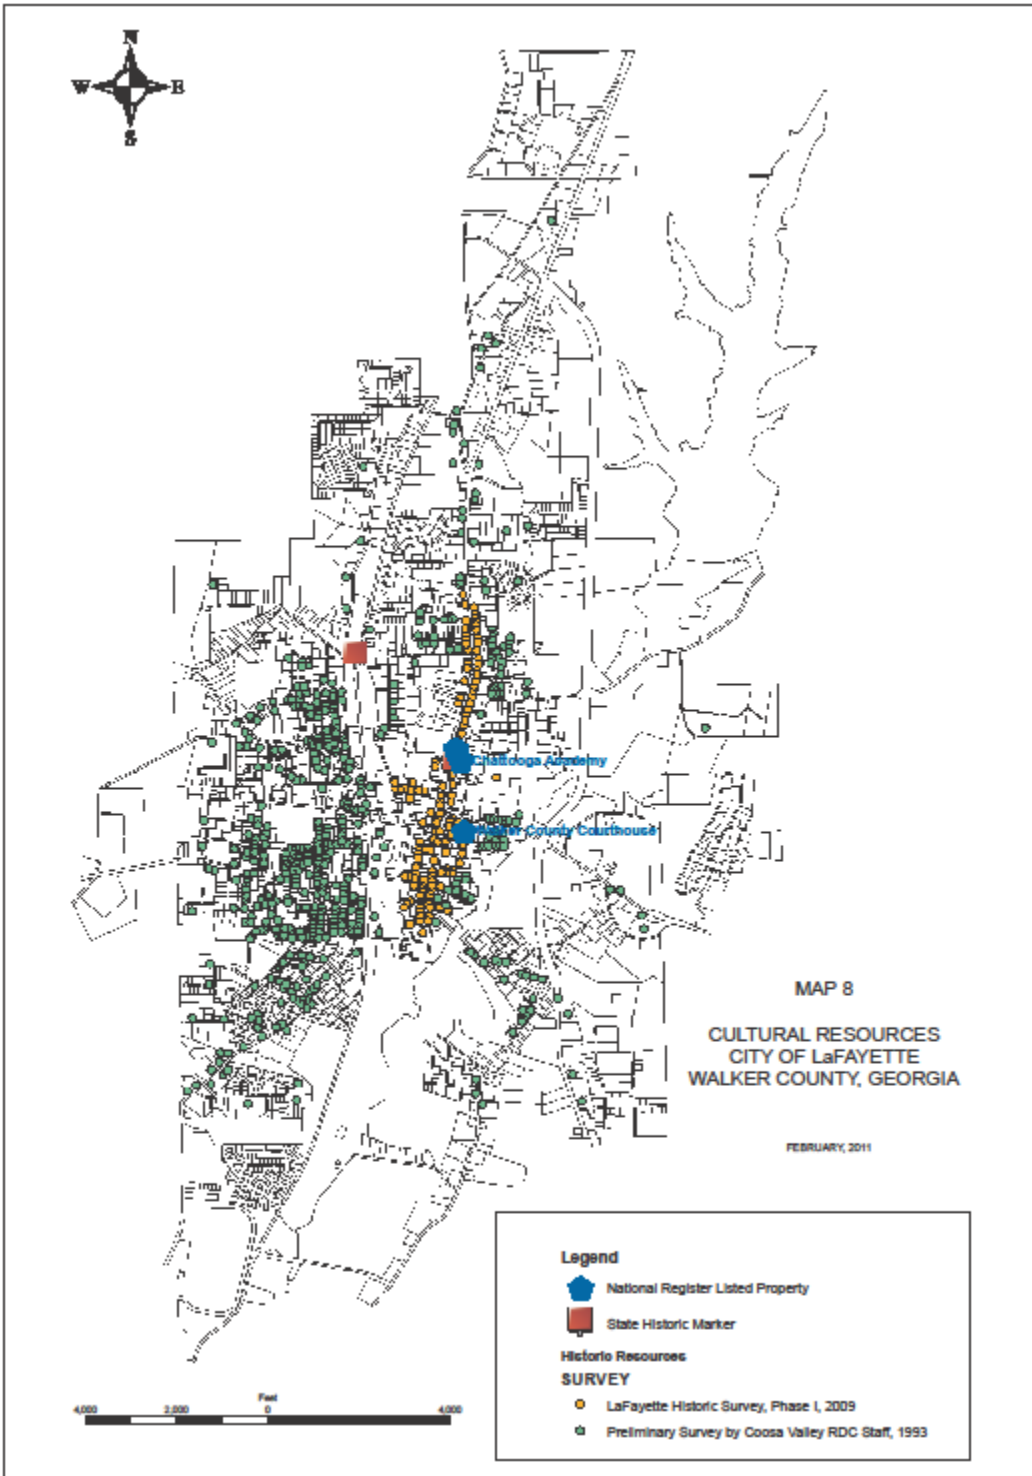 N
W E
S
Chattooga Academy
Walker County Courthouse
MAP 8
CULTURAL RESOURCES
CITY OF LaFAYETTE
WALKER COUNTY, GEORGIA
FEBRUARY, 2011
Legend
National Register Listed Property
State Historic Marker
Historic Resources
SURVEY
LaFayette Historic Survey, Phase I, 2009
Preliminary Survey by Coosa Valley RDC Staff, 1993
Feet
4,000 2,000 0 4,000